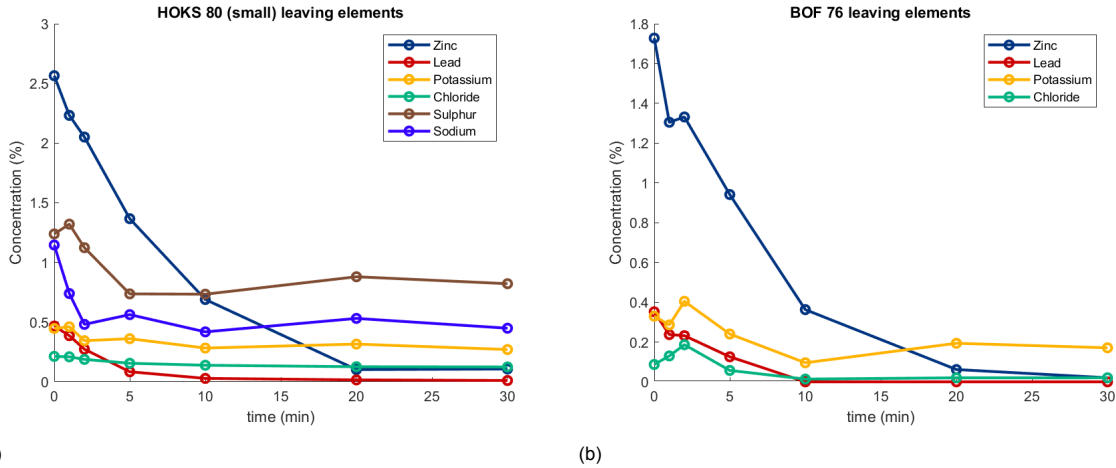 HOKS 80 (small) leaving elements
3
2.5
2
1.5
1
0.5
0
Concentration (%)
0 5 10 15 20 25 30
time (min)
Zinc
Lead
Potassium
Chloride
Sulphur
Sodium
)
BOF 76 leaving elements
1.8
1.6
1.4
1.2
1
0.8
0.6
0.4
0.2
0
Concentration (%)
0 5 10 15 20 25 30
time (min)
Zinc
Lead
Potassium
Chloride
(b)